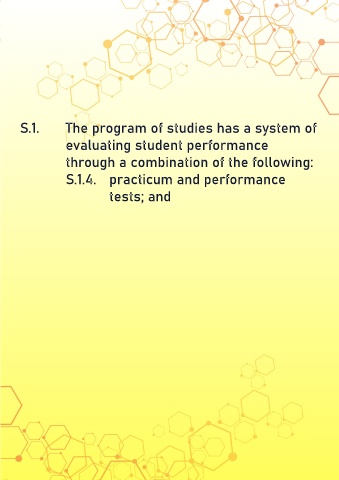 S.1. The program of studies has a system of
evaluating student performance
through a combination of the following:
S.1.4. practicum and performance
tests; and